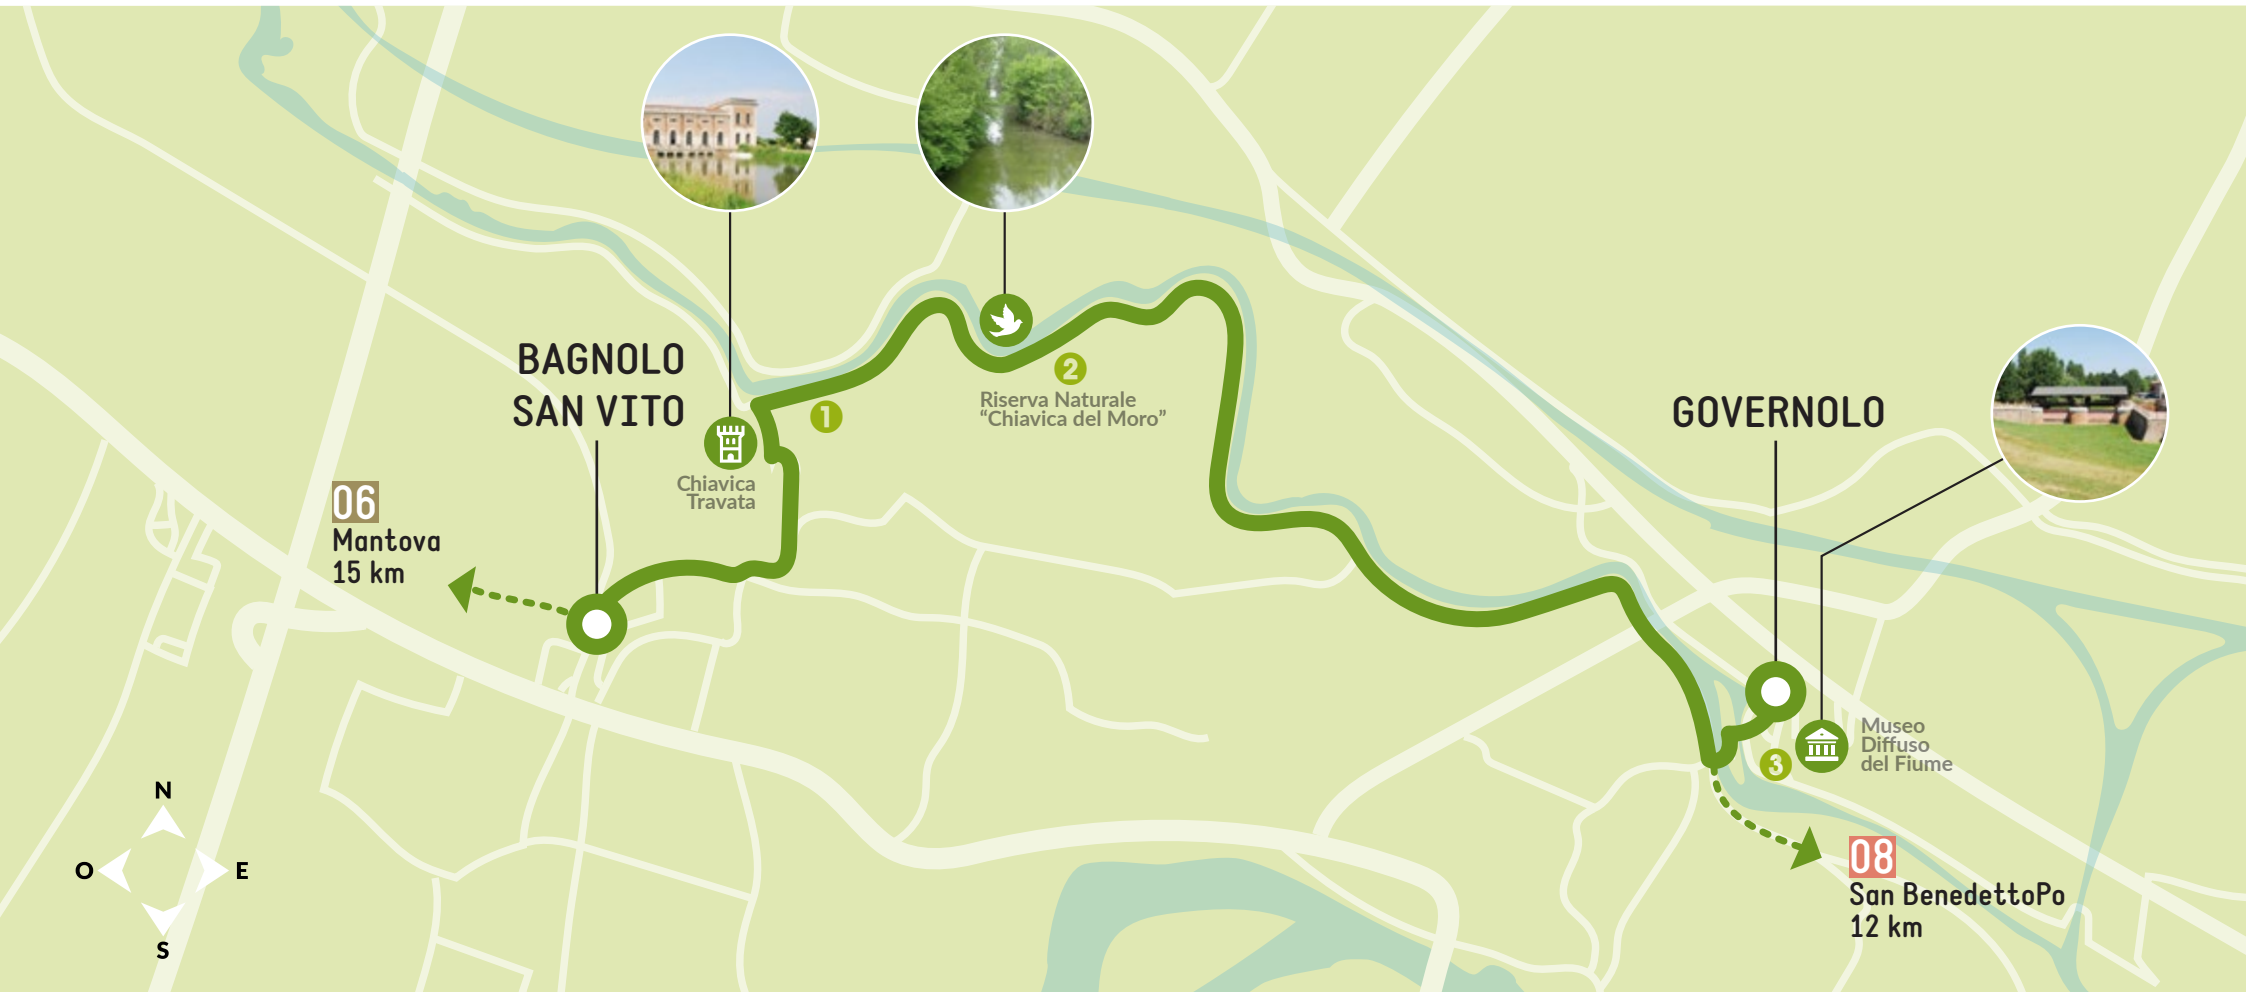 BAGNOLO
SAN VITO
06
Mantova
15 km
Chiavica
Travata
1
2
Riserva Naturale
“Chiavica del Moro”
GOVERNOLO
3
Museo
Diffuso
del Fiume
08
San BenedettoPo
12 km
N
O
E
S